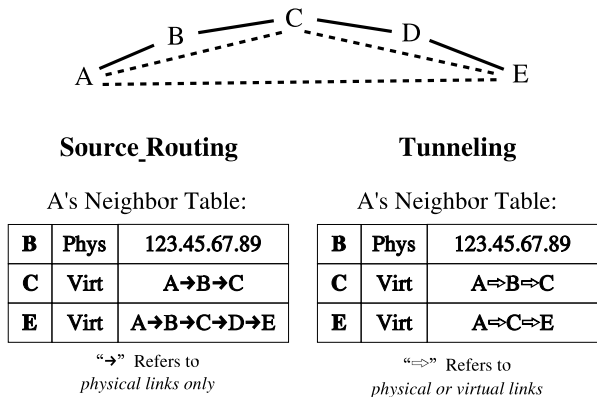 C
B
D
A
E
Source_Routing
A's Neighbor Table:
B Phys 123.45.67.89
C Virt A→B→C
E Virt A→B→C→D→E
“→” Refers to
physical links only
Tunneling
A's Neighbor Table:
B Phys 123.45.67.89
C Virt A⇨B⇨C
E Virt A⇨C⇨E
“⇨” Refers to
physical or virtual links